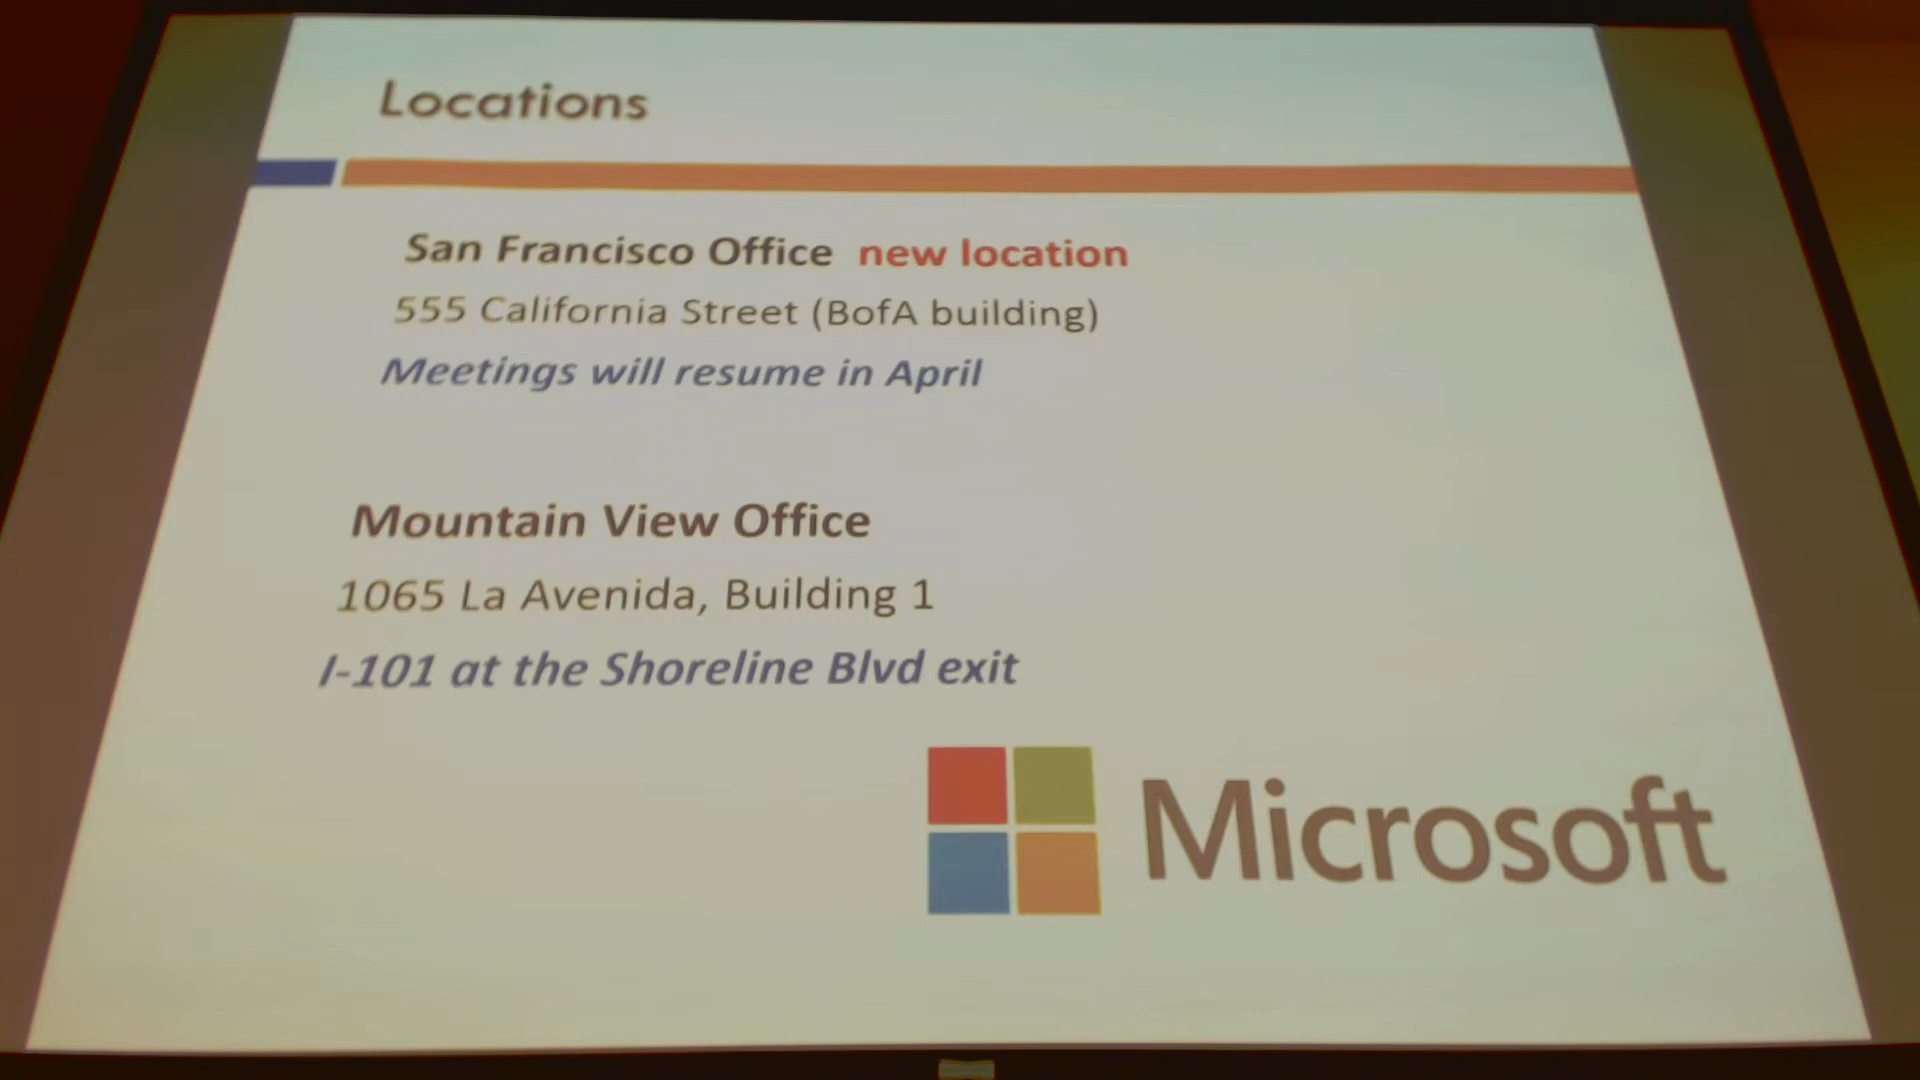 Locations
San Francisco Office new location
555 California Street (BofA building)
Meetings will resume in April
Mountain View Office
1065 La Avenida, Building 1
I-101 at the Shoreline Blvd exit
Microsoft